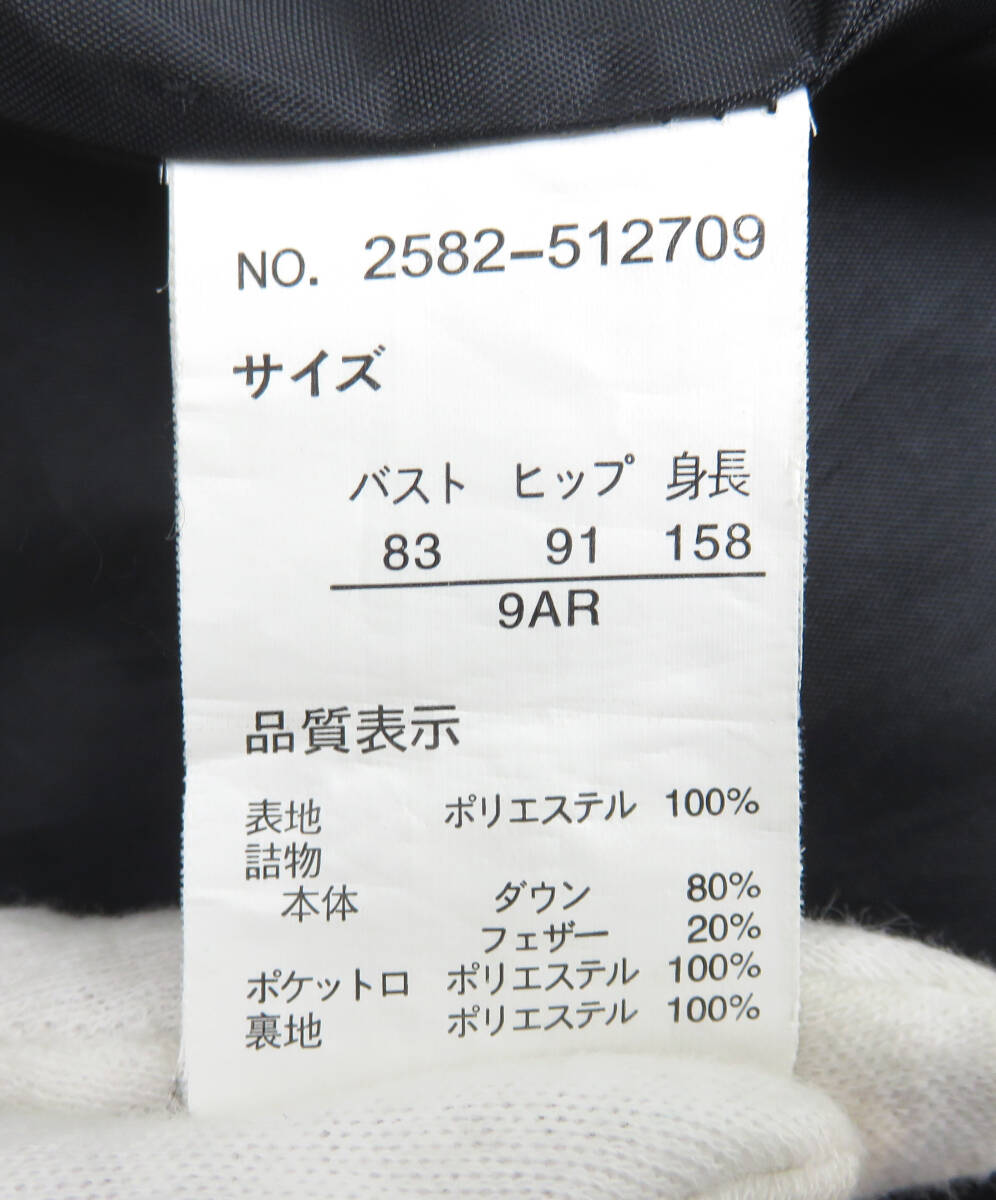 NO. 2582-512709
サイズ
バスト ヒップ 身長
83 91 158
9AR
品質表示
表地 ポリエステル 100%
詰物
本体 ダウン 80%
フェザー 20%
ポケット口 ポリエステル 100%
裏地 ポリエステル 100%